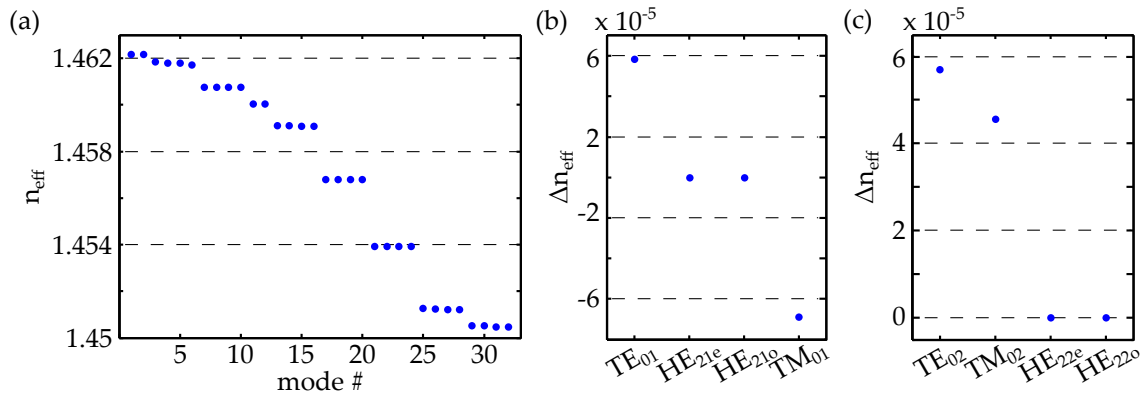 (a)
1.462
1.458
1.454
1.45
n_eff
5 10 15 20 25 30
mode #
(b)
x 10⁻⁵
6
2
-2
-6
Δn_eff
TE₀₁ HE₂₁ₑ HE₂₁ₒ TM₀₁
(c)
x 10⁻⁵
6
4
5
0
Δn_eff
TE₀₂ TM₀₂ HE₂₂ₑ HE₂₂ₒ